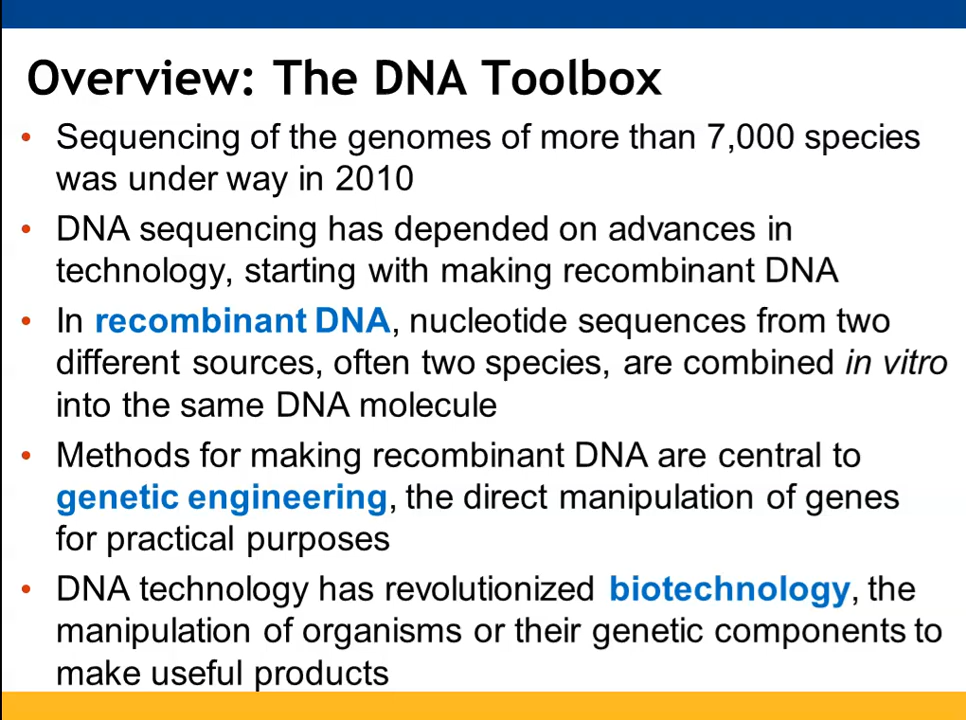 Overview: The DNA Toolbox
• Sequencing of the genomes of more than 7,000 species
was under way in 2010
• DNA sequencing has depended on advances in
technology, starting with making recombinant DNA
• In recombinant DNA, nucleotide sequences from two
different sources, often two species, are combined in vitro
into the same DNA molecule
• Methods for making recombinant DNA are central to
genetic engineering, the direct manipulation of genes
for practical purposes
• DNA technology has revolutionized biotechnology, the
manipulation of organisms or their genetic components to
make useful products